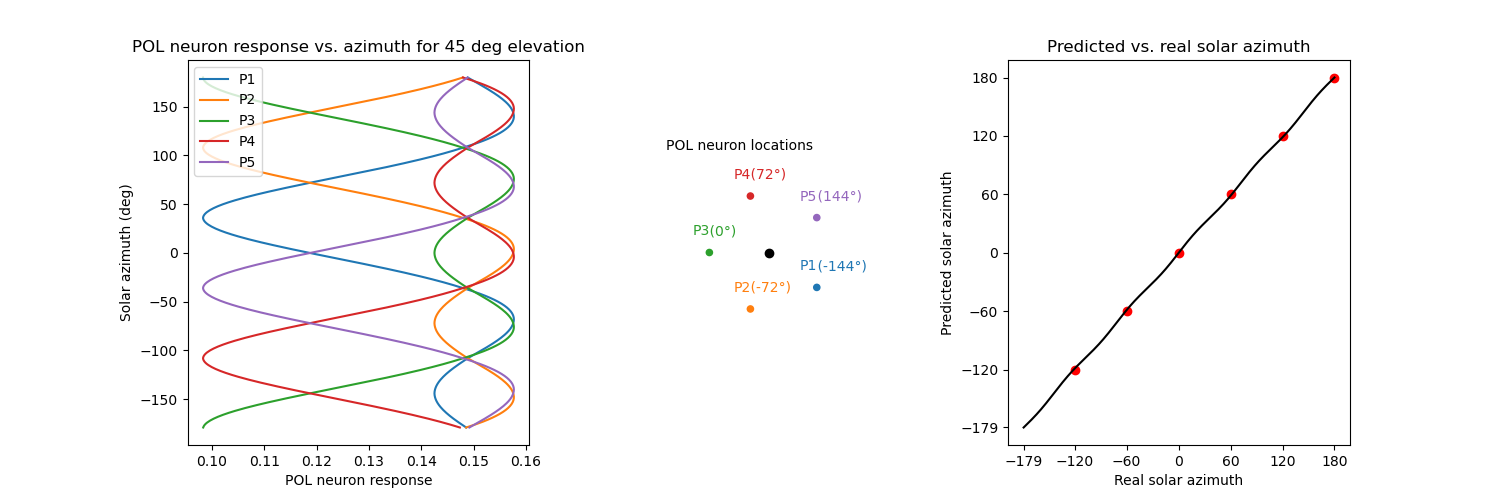 POL neuron response vs. azimuth for 45 deg elevation
P1
P2
P3
P4
P5
150
100
50
0
−50
−100
−150
Solar azimuth (deg)
0.10 0.11 0.12 0.13 0.14 0.15 0.16
POL neuron response
POL neuron locations
P4(72°)
P5(144°)
P3(0°)
P1(-144°)
P2(-72°)
Predicted vs. real solar azimuth
180
120
60
0
−60
−120
−179
Predicted solar azimuth
−179 −120 −60 0 60 120 180
Real solar azimuth